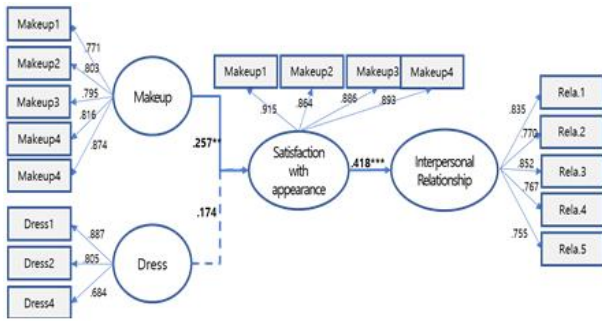 Makeup1
Makeup2
Makeup3
Makeup4
Makeup4
.771
.803
.795
.816
.874
Makeup
Dress1
Dress2
Dress4
.887
.805
.684
Dress
.257**
.174
Makeup1
Makeup2
Makeup3
Makeup4
.915
.864
.886
.893
Satisfaction
with
appearance
.418***
Interpersonal
Relationship
.835
.770
.852
.767
.755
Rela.1
Rela.2
Rela.3
Rela.4
Rela.5